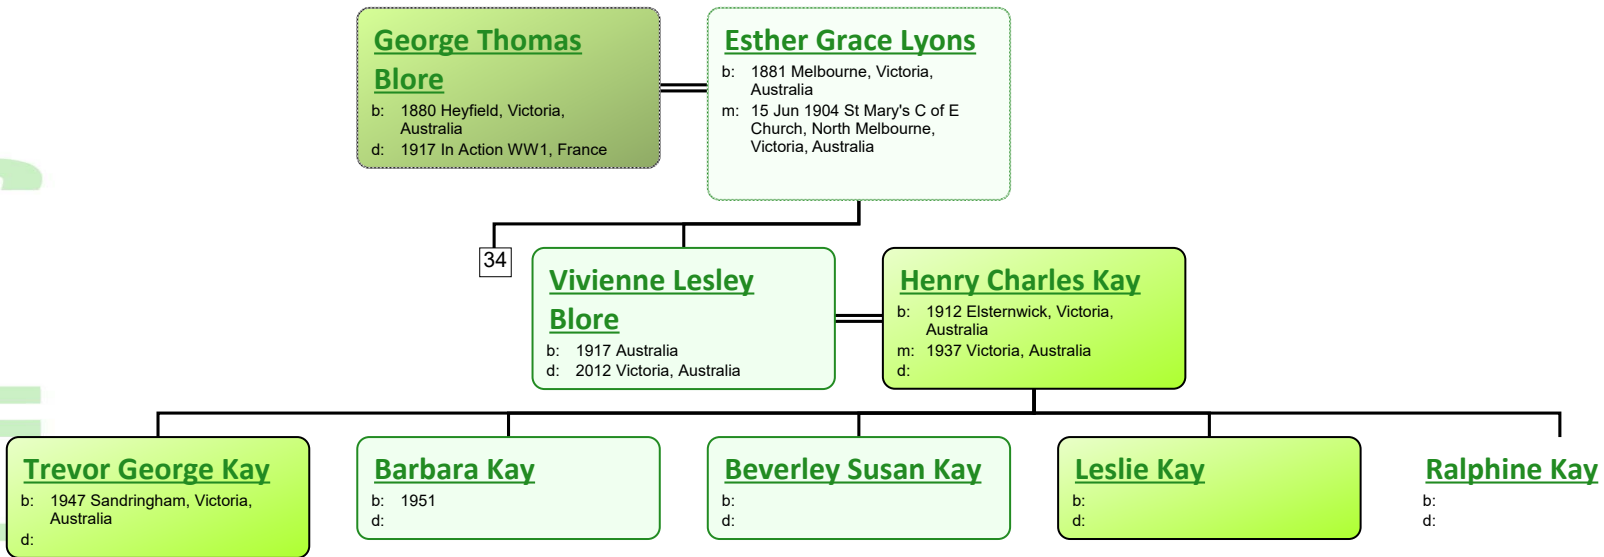 George Thomas
Blore
b: 1880 Heyfield, Victoria,
Australia
d: 1917 In Action WW1, France
Esther Grace Lyons
b: 1881 Melbourne, Victoria,
Australia
m: 15 Jun 1904 St Mary's C of E
Church, North Melbourne,
Victoria, Australia
34
Vivienne Lesley
Blore
b: 1917 Australia
d: 2012 Victoria, Australia
Henry Charles Kay
b: 1912 Elsternwick, Victoria,
Australia
m: 1937 Victoria, Australia
d:
Trevor George Kay
b: 1947 Sandringham, Victoria,
Australia
d:
Barbara Kay
b: 1951
d:
Beverley Susan Kay
b:
d:
Leslie Kay
b:
d:
Ralphine Kay
b:
d: